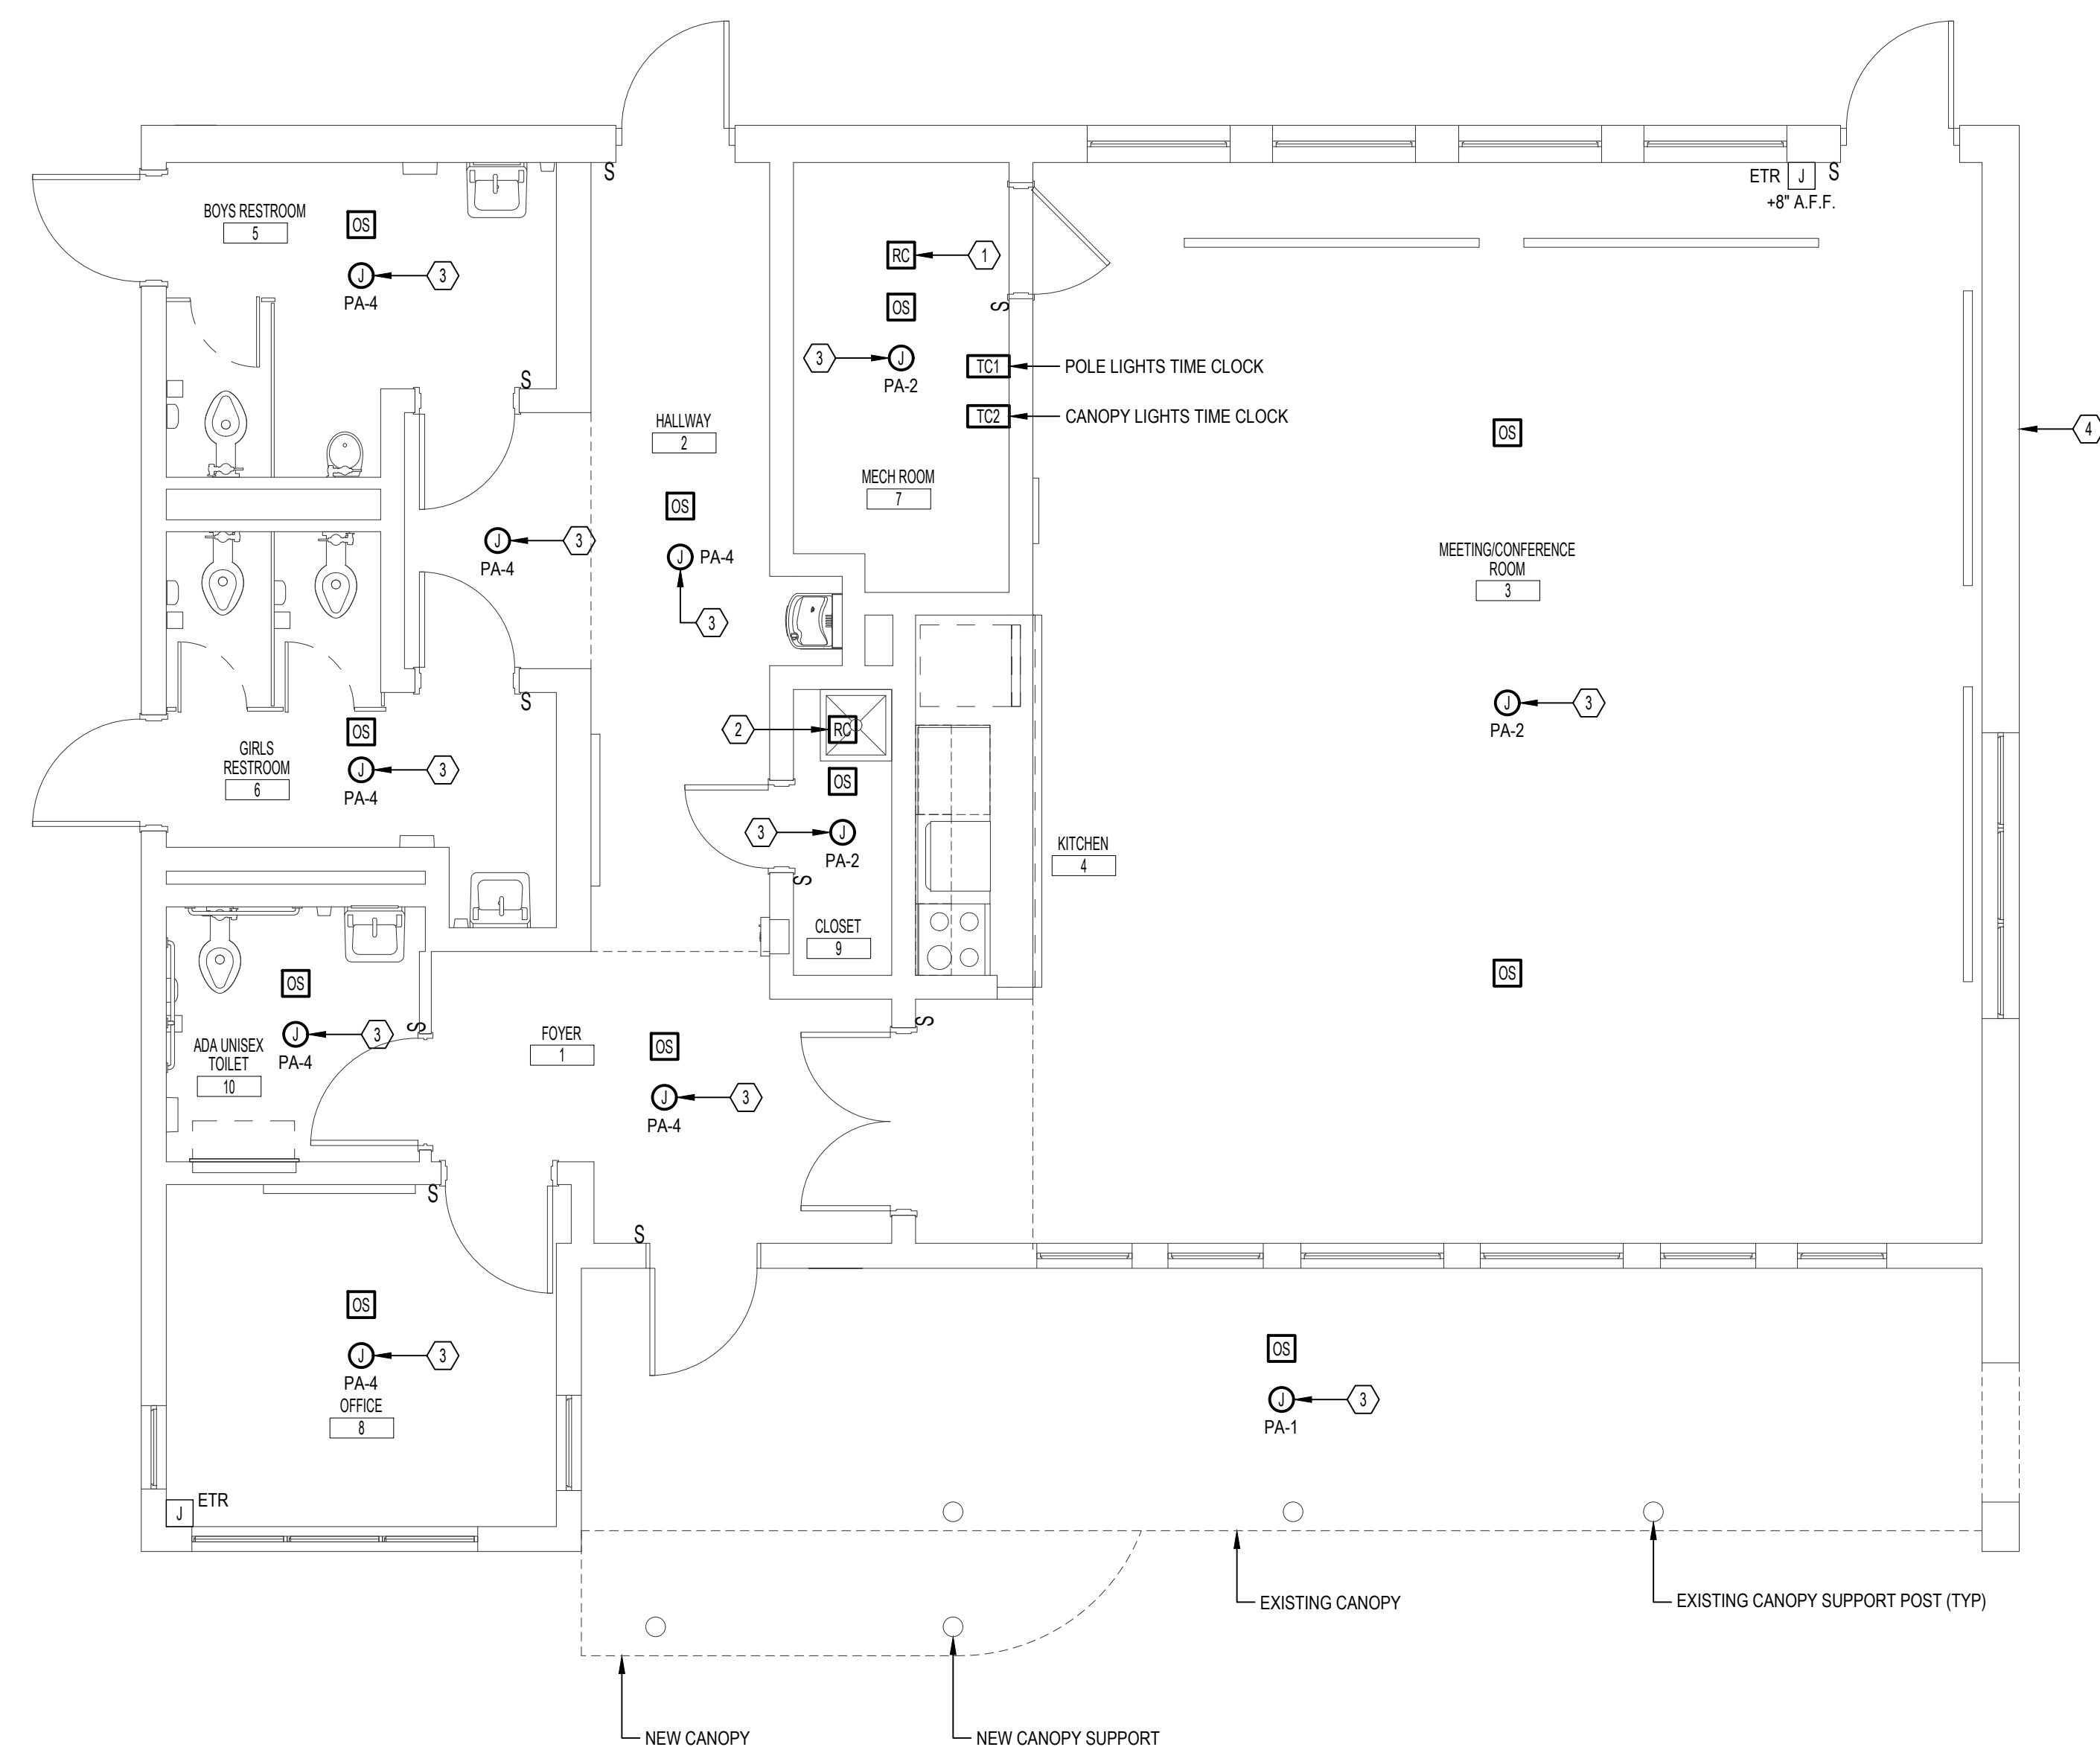 S
ETR J S
+8" A.F.F.
BOYS RESTROOM
5
OS
J 3
PA-4
RC 1
OS
S
3 J
PA-2
TC1 POLE LIGHTS TIME CLOCK
TC2 CANOPY LIGHTS TIME CLOCK
S
HALLWAY
2
OS
4
MECH ROOM
7
OS
J 3
PA-4
J PA-4
3
MEETING/CONFERENCE
ROOM
3
S
OS
GIRLS
RESTROOM
6
J 3
PA-4
2 RC
OS
J 3
PA-2
3 J
PA-2
S
KITCHEN
4
CLOSET
9
OS
OS
J 3
PA-4
S
ADA UNISEX
TOILET
10
FOYER
1
OS
J 3
PA-4
S
S
S
OS
J 3
PA-4
OFFICE
8
OS
J 3
PA-1
J ETR
EXISTING CANOPY
EXISTING CANOPY SUPPORT POST (TYP)
NEW CANOPY
NEW CANOPY SUPPORT